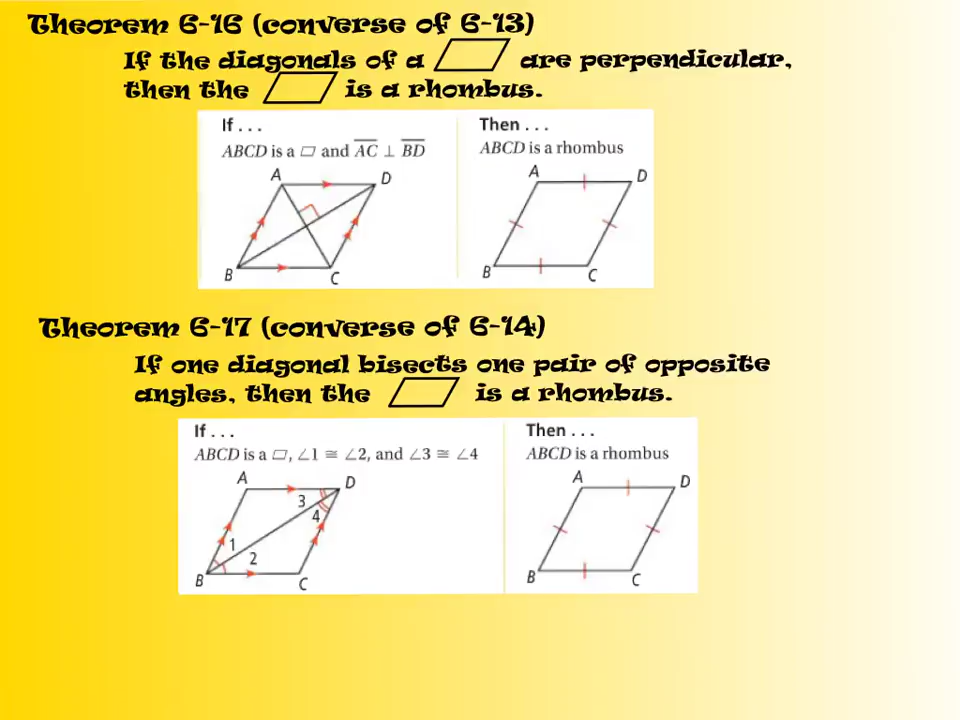 Theorem 6-16 (converse of 6-13)
If the diagonals of a ▱ are perpendicular,
then the ▱ is a rhombus.
If . . .
ABCD is a ▱ and A̅C̅ ⊥ B̅D̅
A
D
B
C
Then . . .
ABCD is a rhombus
A
D
B
C
Theorem 6-17 (converse of 6-14)
If one diagonal bisects one pair of opposite
angles, then the ▱ is a rhombus.
If . . .
ABCD is a ▱, ∠1 ≅ ∠2, and ∠3 ≅ ∠4
A
D
3
4
1
2
B
C
Then . . .
ABCD is a rhombus
A
D
B
C